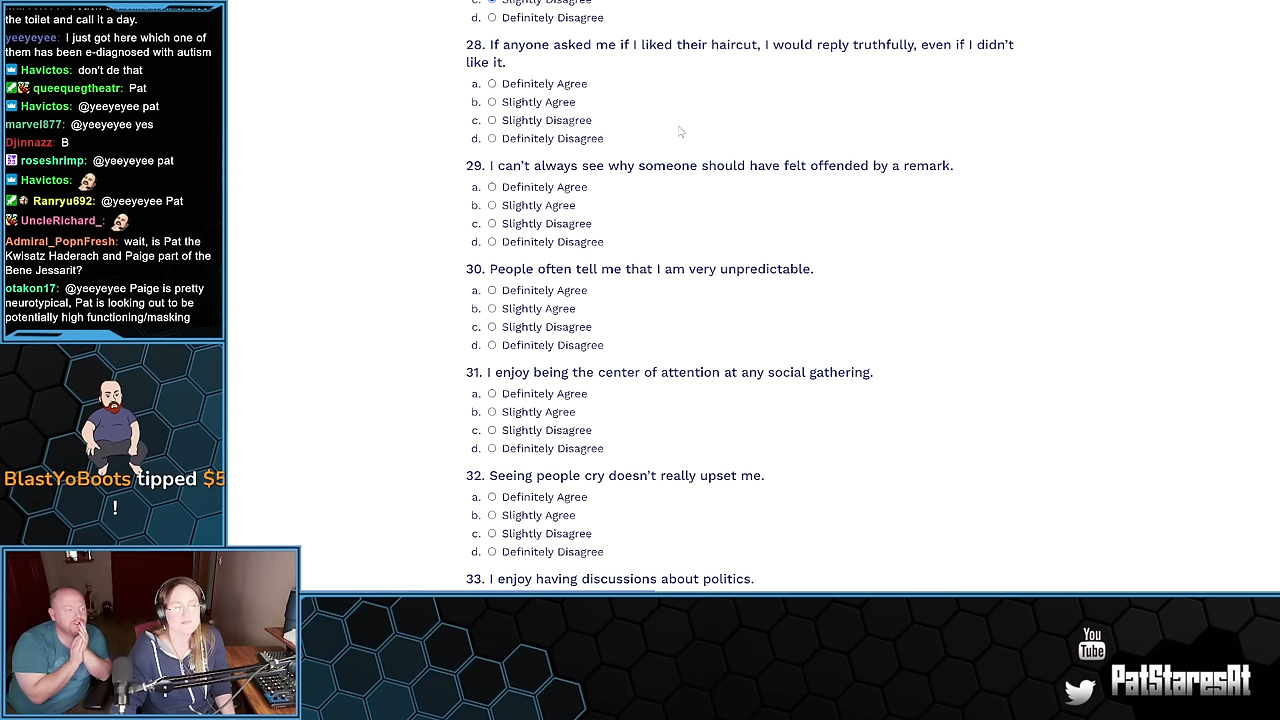 the toilet and call it a day.
yeeyeyee: I just got here which one of
them has been e-diagnosed with autism
Havictos: don't de that
queequegtheatr: Pat
Havictos: @yeeyeyee pat
marvel877: @yeeyeyee yes
Djinnazz: B
roseshrimp: @yeeyeyee pat
Havictos:
Ranryu692: @yeeyeyee Pat
UncleRichard_:
Admiral_PopnFresh: wait, is Pat the
Kwisatz Haderach and Paige part of the
Bene Jessarit?
otakon17: @yeeyeyee Paige is pretty
neurotypical, Pat is looking out to be
potentially high functioning/masking
BlastYoBoots tipped $5
!
c. Slightly Disagree
d. Definitely Disagree
28. If anyone asked me if I liked their haircut, I would reply truthfully, even if I didn't
like it.
a. Definitely Agree
b. Slightly Agree
c. Slightly Disagree
d. Definitely Disagree
29. I can't always see why someone should have felt offended by a remark.
a. Definitely Agree
b. Slightly Agree
c. Slightly Disagree
d. Definitely Disagree
30. People often tell me that I am very unpredictable.
a. Definitely Agree
b. Slightly Agree
c. Slightly Disagree
d. Definitely Disagree
31. I enjoy being the center of attention at any social gathering.
a. Definitely Agree
b. Slightly Agree
c. Slightly Disagree
d. Definitely Disagree
32. Seeing people cry doesn't really upset me.
a. Definitely Agree
b. Slightly Agree
c. Slightly Disagree
d. Definitely Disagree
33. I enjoy having discussions about politics.
You
Tube
PatStaresAt